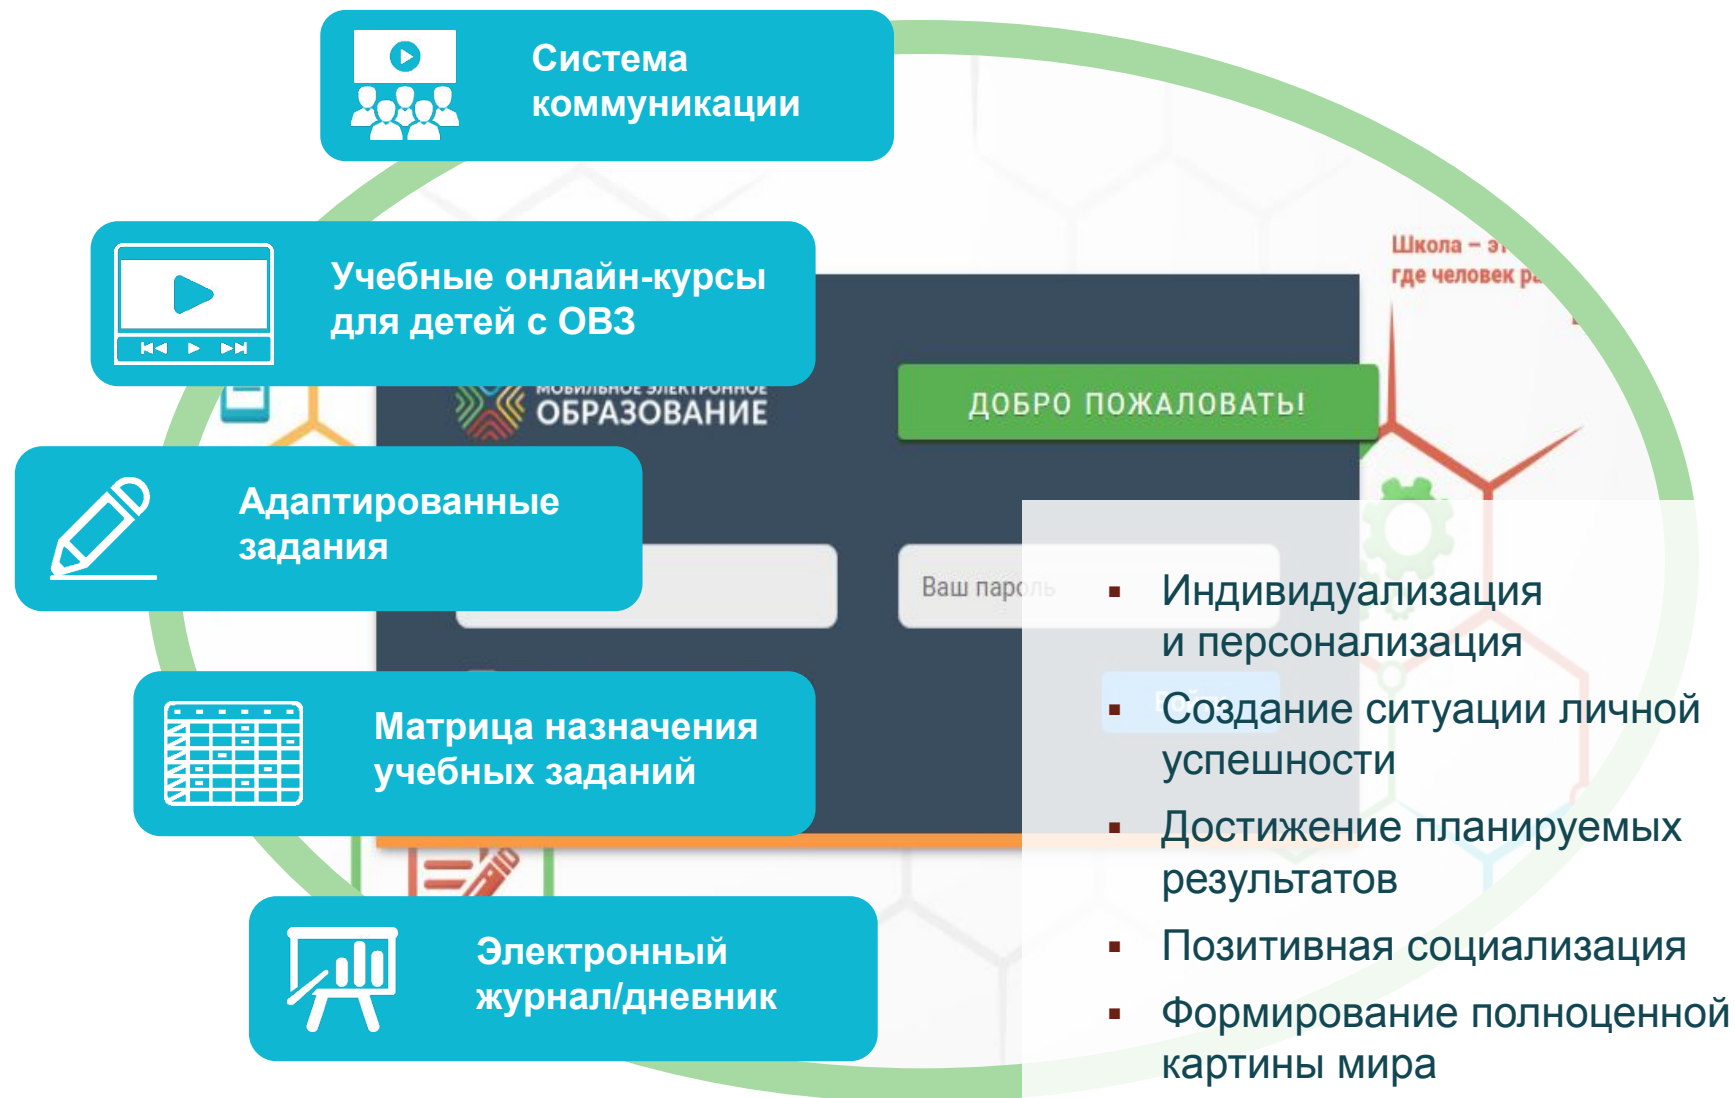 Система
коммуникации
Учебные онлайн-курсы
для детей с ОВЗ
Школа –
где человек
МОБИЛЬНОЕ ЭЛЕКТРОННОЕ
ОБРАЗОВАНИЕ
ДОБРО ПОЖАЛОВАТЬ!
Адаптированные
задания
Ваш пароль
Матрица назначения
учебных заданий
Электронный
журнал/дневник
▪ Индивидуализация
и персонализация
▪ Создание ситуации личной
успешности
▪ Достижение планируемых
результатов
▪ Позитивная социализация
▪ Формирование полноценной
картины мира